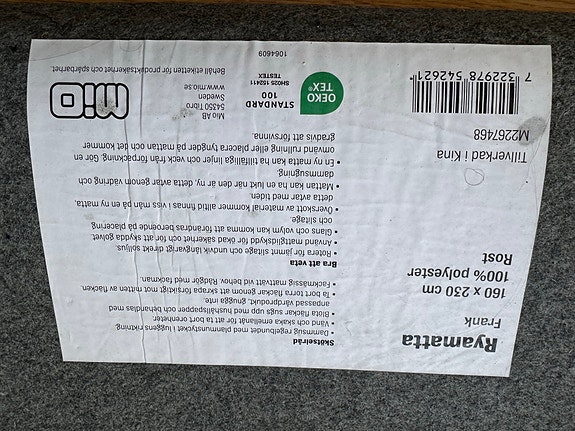 Ryamatta
Frank
160 x 230 cm
100% polyester
Rost
Tillverkad i Kina
M2267468
7 322978 542621
Skötselråd
• Dammsug regelbundet med plansmunstycket i luggens riktning.
• Vänd och skaka emellanåt för att ta bort orenheter.
• Blöta fläckar sugs upp med hushållspapper och behandlas med
anpassad vårdprodukt, gnugga inte.
• Ta bort torra fläckar genom att skrapa försiktigt mot mitten av fläcken
• Fackmässig mattvätt vid behov. Rådgör fackman.
Bra att veta
• Rotera för jämnt slitage och undvik långvarigt direkt solljus.
• Använd mattglidskydd för ökad säkerhet och för att skydda golvet
• Glans och volym kan komma att förändras beroende på placering
och slitage.
• Överskott av material kommer alltid finnas i viss mån på en ny matta,
detta avtar med tiden.
• Mattan kan ha en lukt när den är ny, detta avtar genom vädring och
dammsugning.
• En ny matta kan ha tillfälliga linjer och veck från förpackning. Gör en
omvänd rullning eller placera tyngder på mattan och det kommer
gradvis att försvinna.
OEKO
TEX®
STANDARD
100
SH025 152411
TESTEX
1064609
Mio AB
54350 Tibro
Sweden
www.mio.se
Behåll etiketten för produktsäkerhet och spårbarhet.
MIO